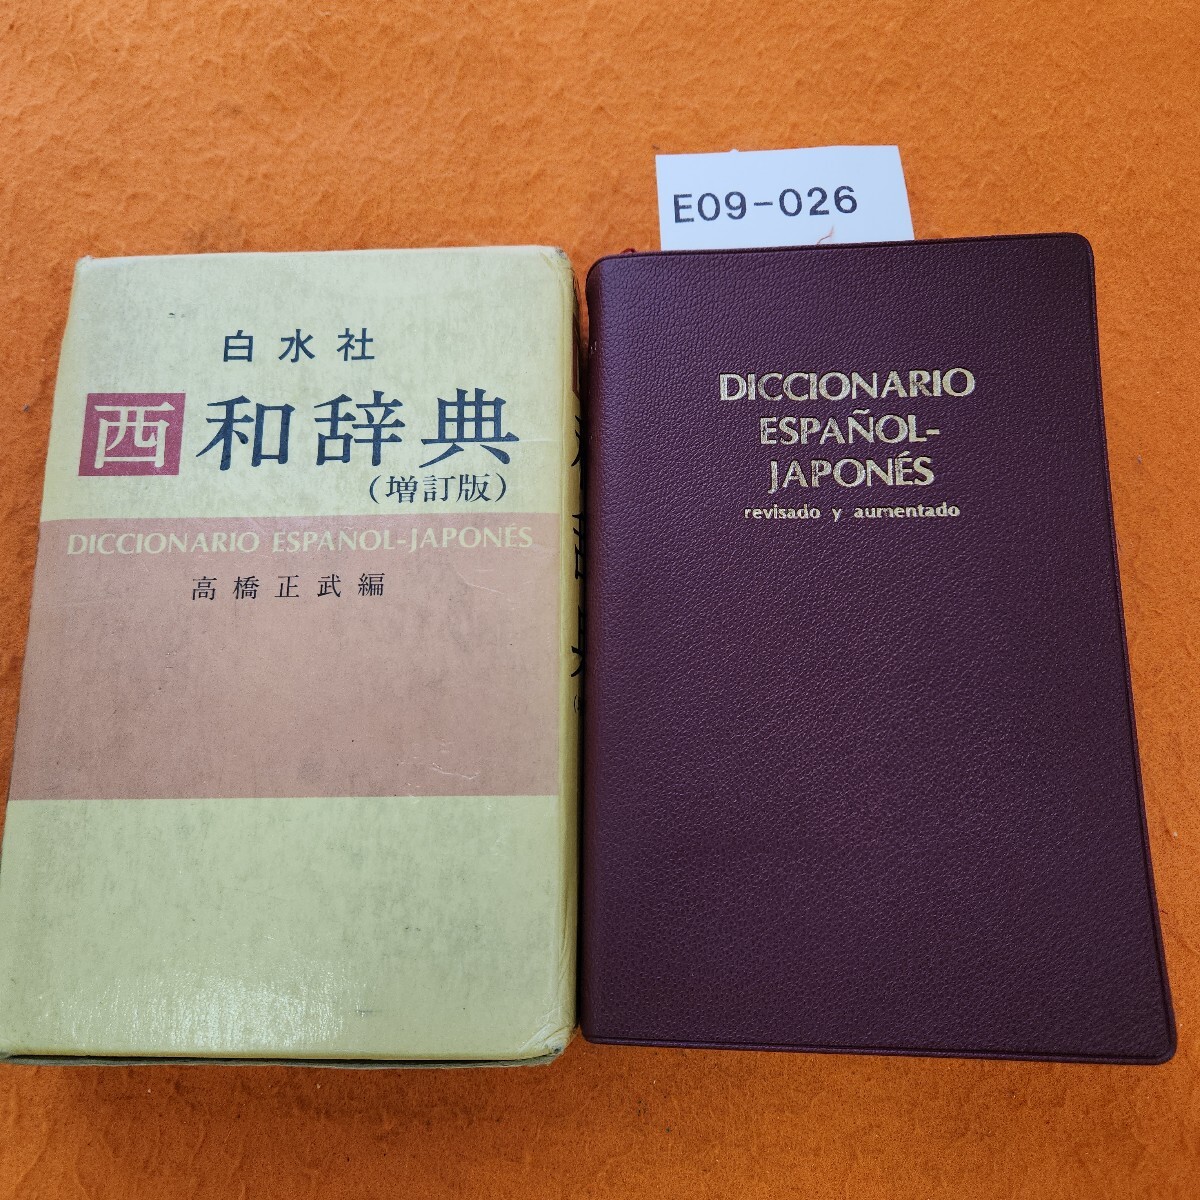 白水社
西和辞典
(増訂版)
DICCIONARIO ESPAÑOL-JAPONÉS
高橋正武編
E09-026
DICCIONARIO
ESPAÑOL-
JAPONÉS
revisado y aumentado